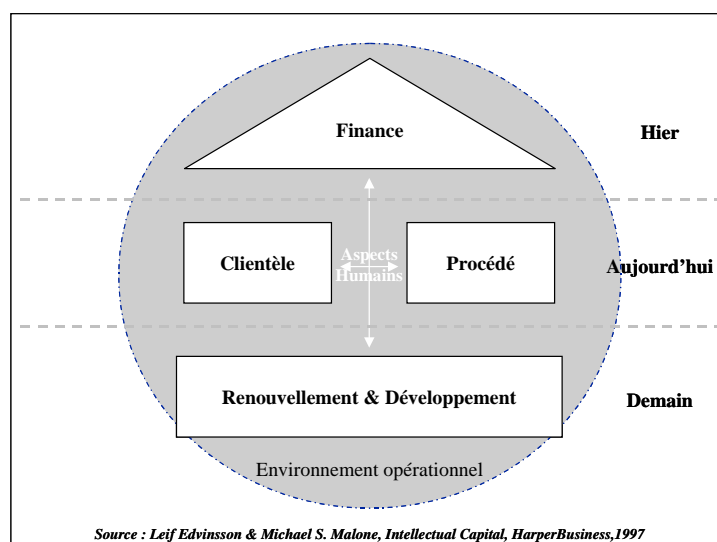 Finance
Hier
Clientèle
Aspects
Humains
Procédé
Aujourd'hui
Renouvellement & Développement
Demain
Environnement opérationnel
Source : Leif Edvinsson & Michael S. Malone, Intellectual Capital, HarperBusiness,1997